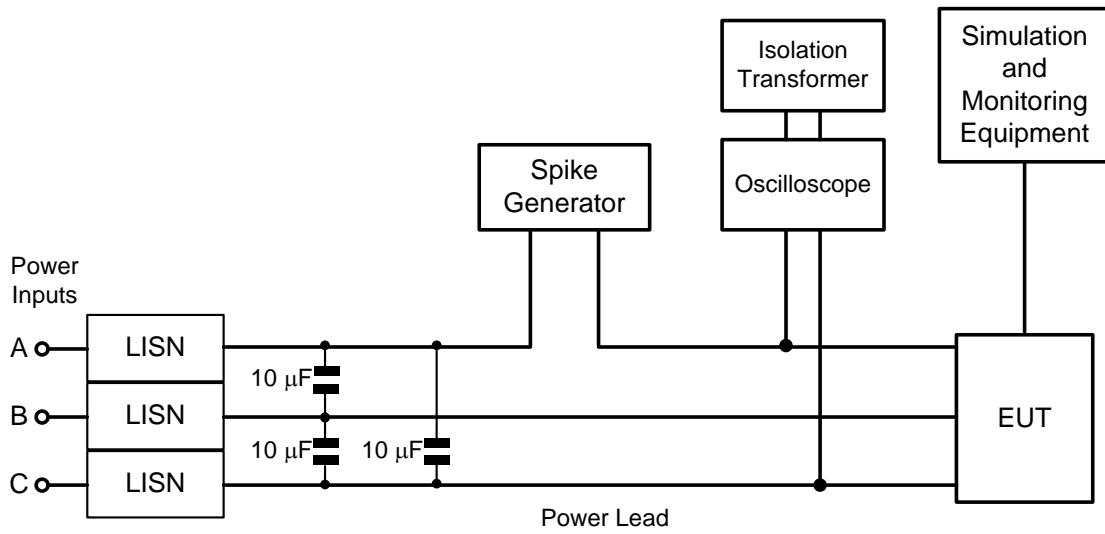 Isolation
Transformer
Simulation
and
Monitoring
Equipment
Spike
Generator
Oscilloscope
Power
Inputs
A
LISN
10 μF
B
LISN
EUT
10 μF
10 μF
C
LISN
Power Lead